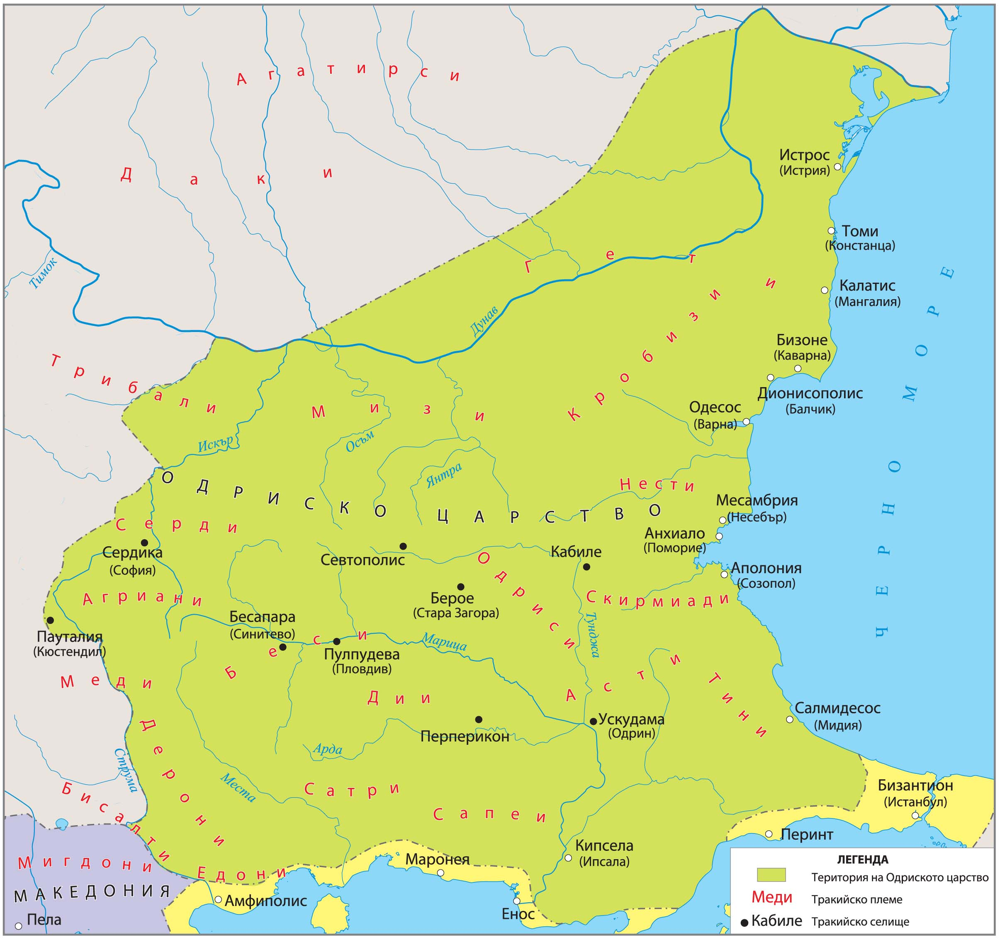 Агатирси
Даки
Истрос
(Истрия)
Томи
(Констанца)
Гети
Тимок
Калатис
(Мангалия)
Дунав
Кробизи
Бизоне
(Каварна)
Трибали
Дионисополис
(Балчик)
Мизи
Одесос
(Варна)
Искър
Осъм
Янтра
ЧЕРНО МОРЕ
ОДРИСКО ЦАРСТВО
Нести
Месамбрия
(Несебър)
Серди
Анхиало
(Поморие)
Сердика
(София)
Севтополис
Кабиле
Одриси
Аполония
(Созопол)
Агриани
Берое
(Стара Загора)
Скирмиади
Бесапара
(Синитево)
Тунджа
Пауталия
(Кюстендил)
Беси
Марица
Пулпудева
(Пловдив)
Меди
Дии
Асти
Тини
Салмидесос
(Мидия)
Ускудама
(Одрин)
Дерони
Перперикон
Арда
Струма
Места
Бисалти
Сатри
Византион
(Истанбул)
Сапеи
Перинт
Кипсела
(Ипсала)
Мигдони
Едони
Маронея
МАКЕДОНИЯ
Амфиполис
Енос
Пела
ЛЕГЕНДА
Територия на Одриското царство
Меди Тракийско племе
Кабиле Тракийско селище